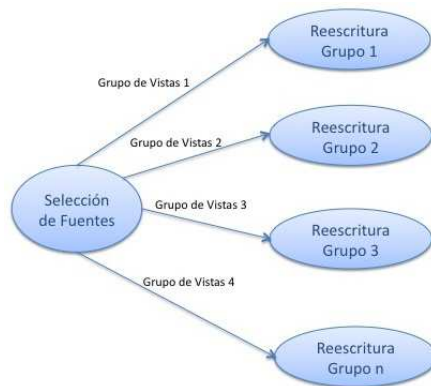 Reescritura
Grupo 1
Grupo de Vistas 1
Reescritura
Grupo 2
Grupo de Vistas 2
Selección
de Fuentes
Grupo de Vistas 3
Reescritura
Grupo 3
Grupo de Vistas 4
Reescritura
Grupo n